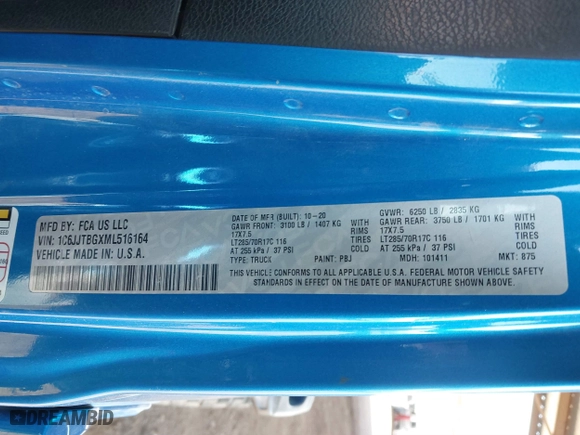 MFD BY: FCA US LLC
VIN: 1C6JJTBGXML516164
VEHICLE MADE IN: U.S.A.
DATE OF MFR (BUILT): 10-20
GAWR FRONT: 3100 LB / 1407 KG WITH
17X7.5 RIMS
LT285/70R17C 116 TIRES
AT 255 kPa / 37 PSI COLD
TYPE: TRUCK PAINT: PBJ
GVWR: 6250 LB / 2835 KG
GAWR REAR: 3750 LB / 1701 KG WITH
17X7.5 RIMS
LT285/70R17C 116 TIRES
AT 255 kPa / 37 PSI COLD
MDH: 101411 MKT: 875
THIS VEHICLE CONFORMS TO ALL APPLICABLE U.S.A. FEDERAL MOTOR VEHICLE SAFETY
STANDARDS IN EFFECT ON THE DATE OF MANUFACTURE SHOWN ABOVE.
DREAMBID